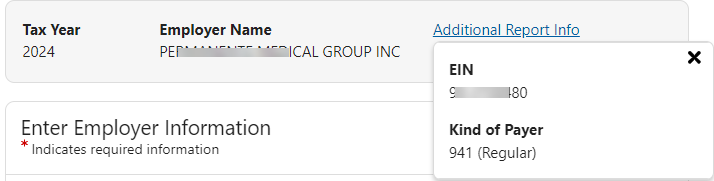 Tax Year
2024
Employer Name
MEDICAL GROUP INC
Additional Report Info
EIN
Kind of Payer
941 (Regular)
Enter Employer Information
* Indicates required information